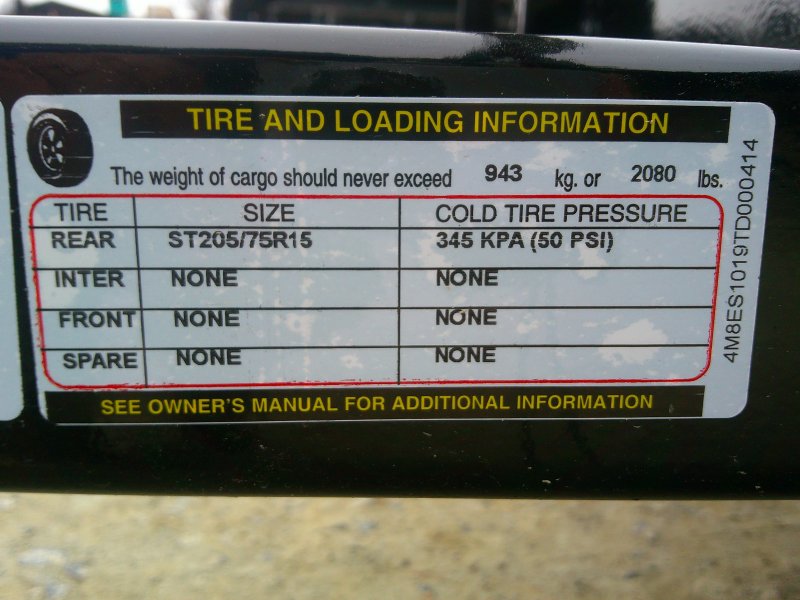 TIRE AND LOADING INFORMATION
The weight of cargo should never exceed 943 kg. or 2080 lbs.
TIRE SIZE COLD TIRE PRESSURE
REAR ST205/75R15 345 KPA (50 PSI)
INTER NONE NONE
FRONT NONE NONE
SPARE NONE NONE
SEE OWNER'S MANUAL FOR ADDITIONAL INFORMATION
4M8ES1019TD000414